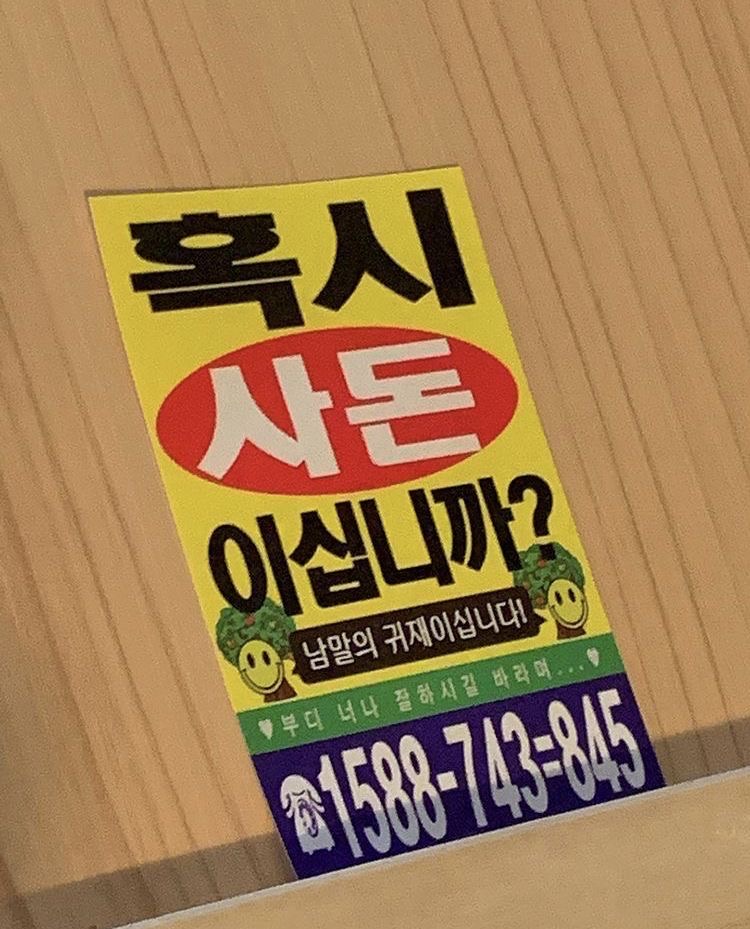 혹시
사돈
이십니까?
남말의 귀재이십니다!
♥부디 너나 잘하시길 바라며...♥
☎1588-743=845